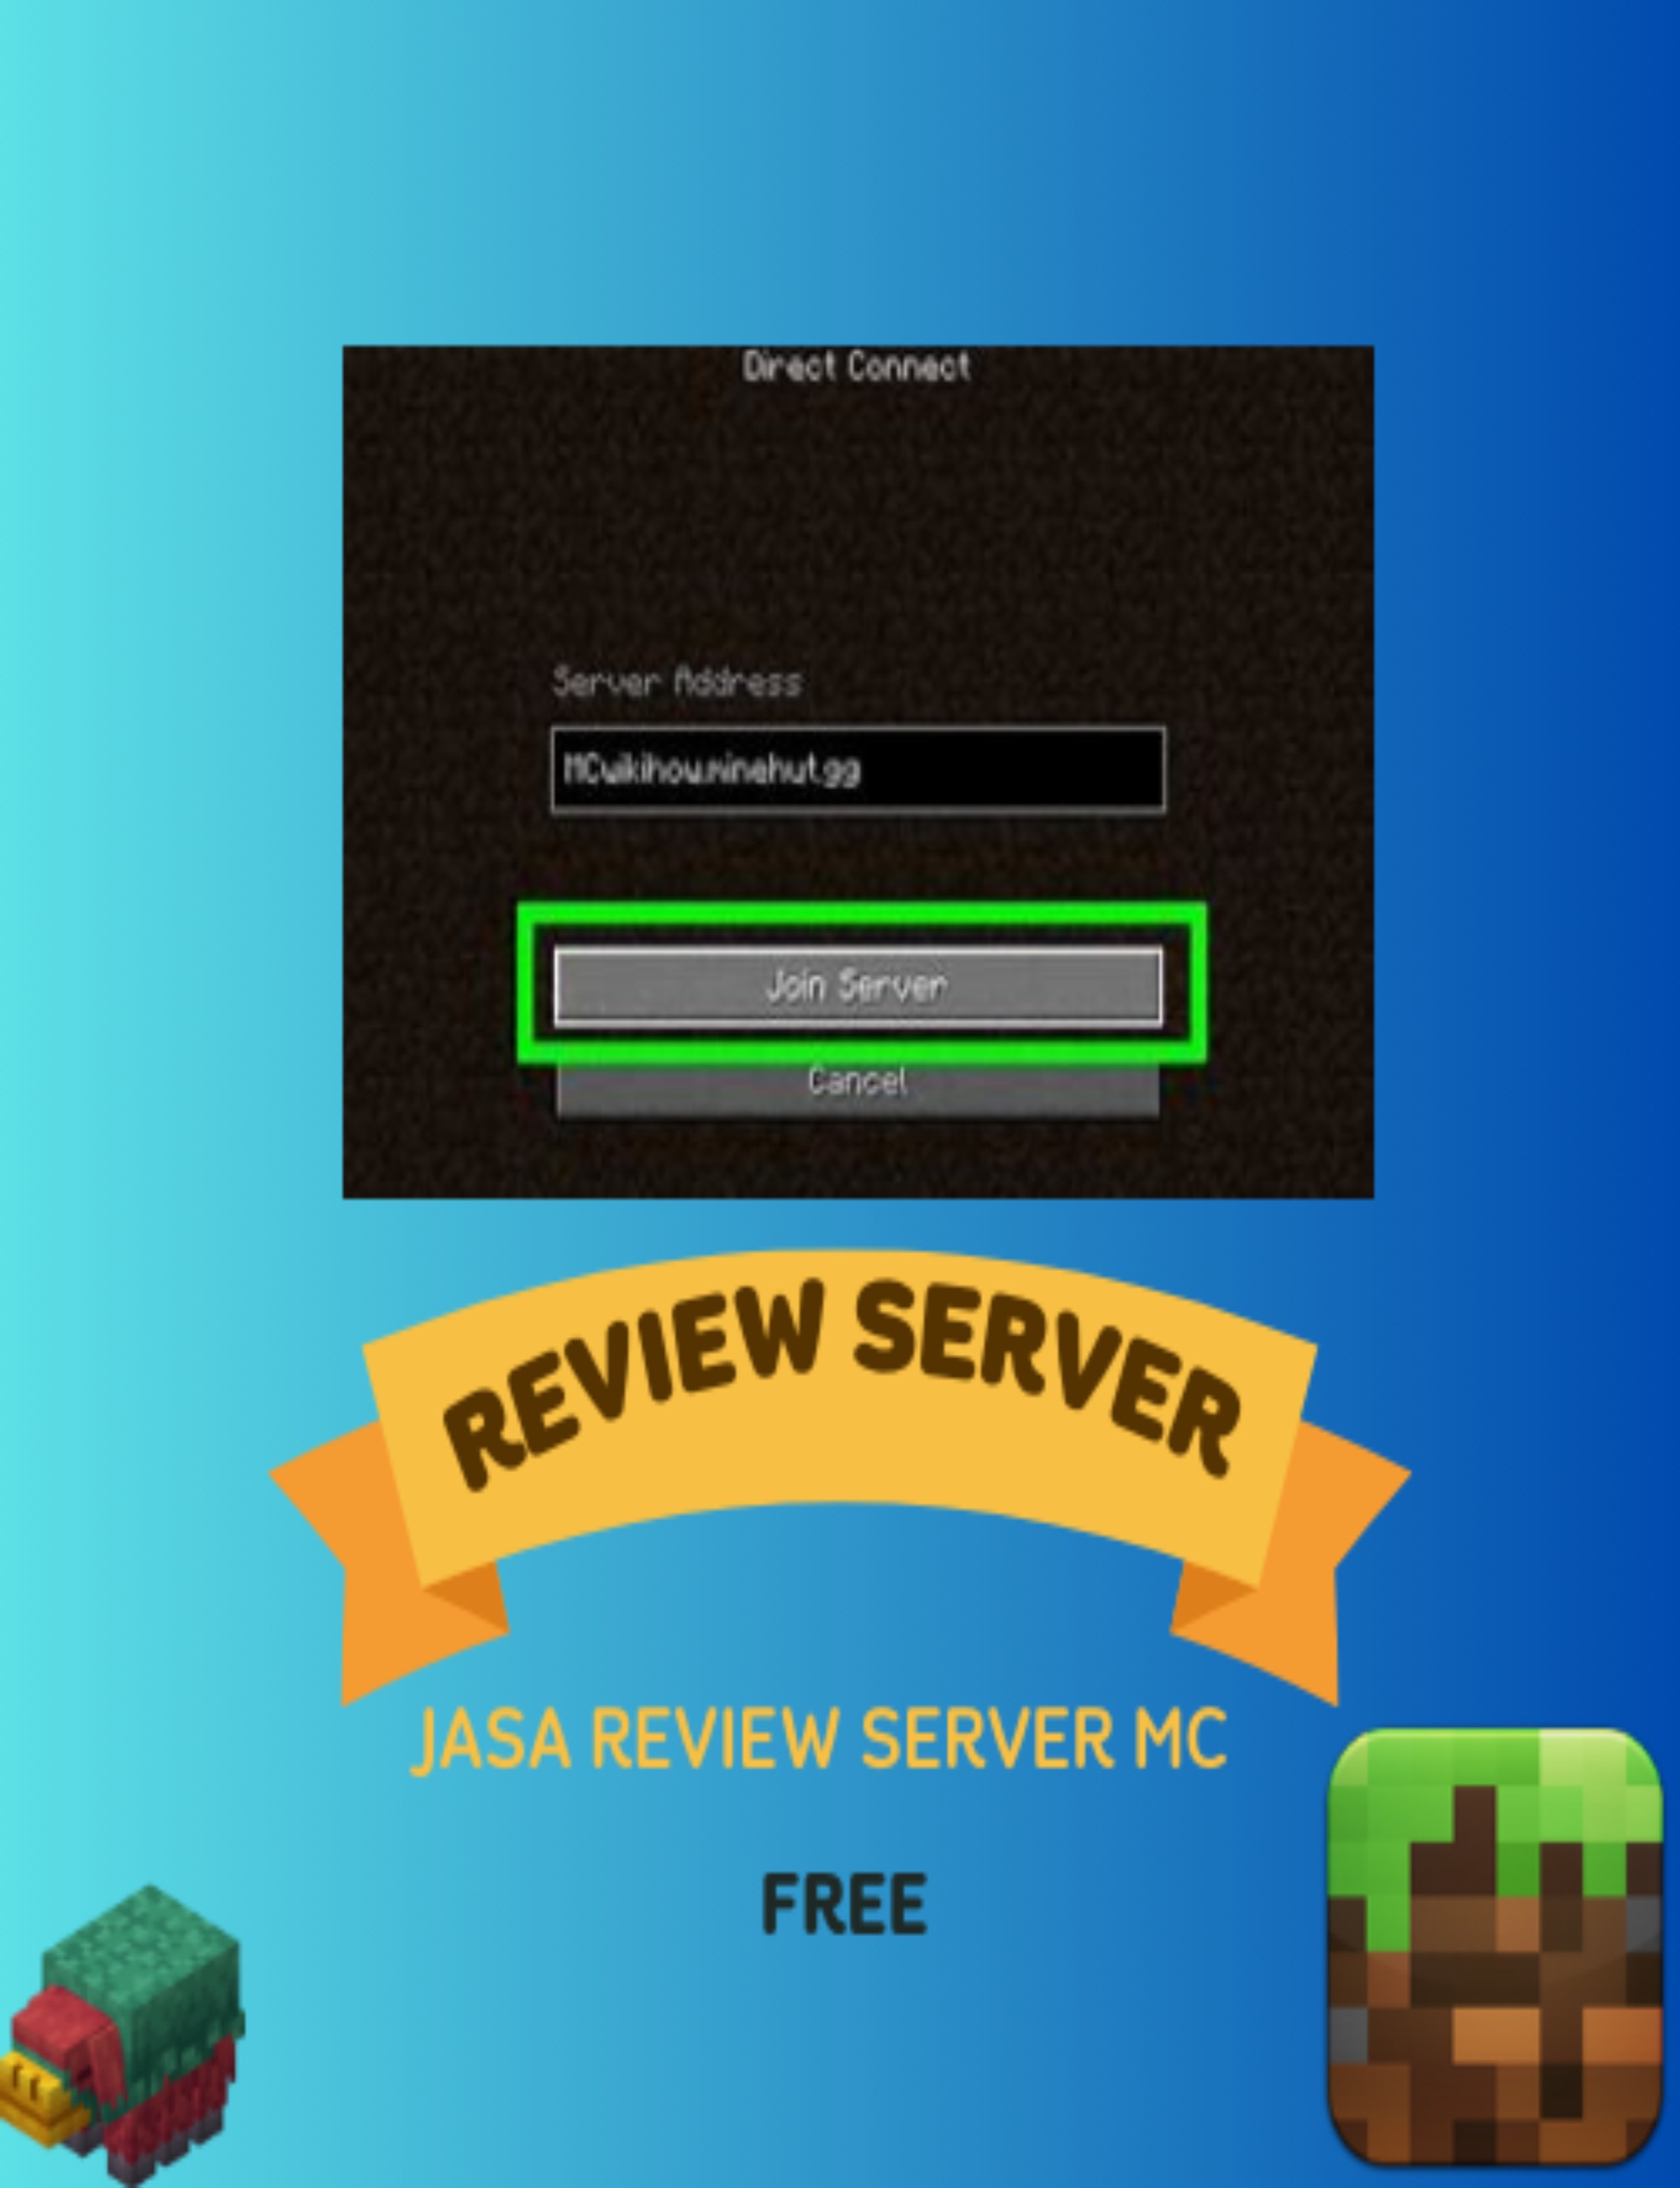 Direct Connect
Server Address
MCwikihow.minehut.gg
Join Server
Cancel
REVIEW SERVER
JASA REVIEW SERVER MC
FREE